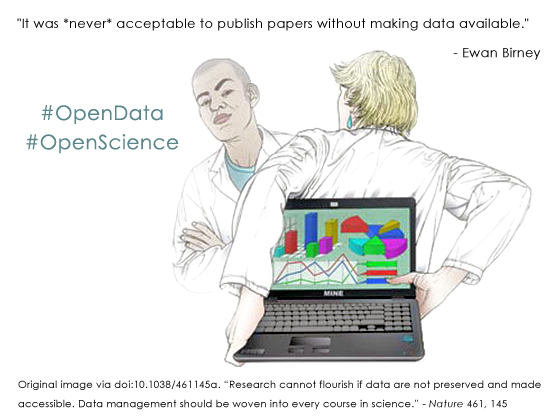 "It was *never* acceptable to publish papers without making data available."
- Ewan Birney
#OpenData
#OpenScience
MINE
Original image via doi:10.1038/461145a. "Research cannot flourish if data are not preserved and made
accessible. Data management should be woven into every course in science." - Nature 461, 145